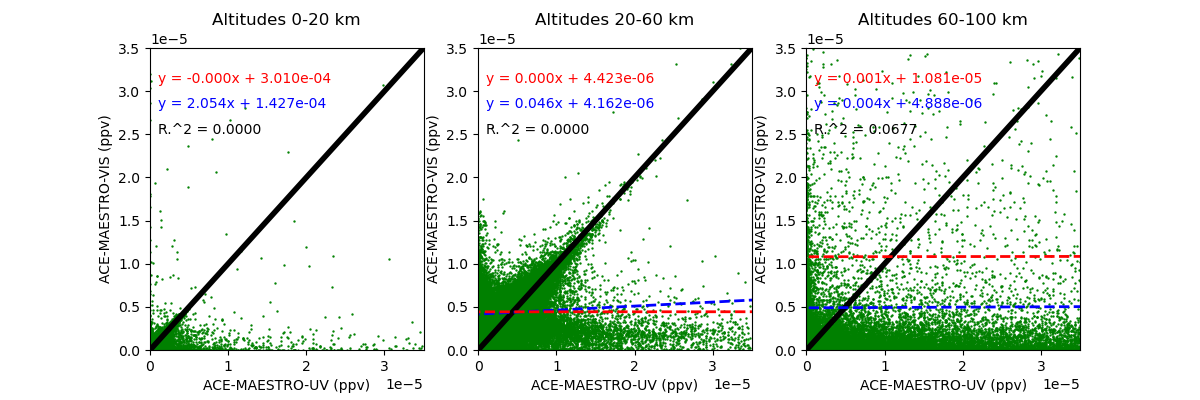 Altitudes 0-20 km
1e−5
3.5
3.0
2.5
2.0
1.5
1.0
0.5
0.0
ACE-MAESTRO-VIS (ppv)
y = -0.000x + 3.010e-04
y = 2.054x + 1.427e-04
R.^2 = 0.0000
0
1
2
3
1e−5
ACE-MAESTRO-UV (ppv)
Altitudes 20-60 km
1e−5
3.5
3.0
2.5
2.0
1.5
1.0
0.5
0.0
ACE-MAESTRO-VIS (ppv)
y = 0.000x + 4.423e-06
y = 0.046x + 4.162e-06
R.^2 = 0.0000
0
1
2
3
1e−5
ACE-MAESTRO-UV (ppv)
Altitudes 60-100 km
1e−5
3.5
3.0
2.5
2.0
1.5
1.0
0.5
0.0
ACE-MAESTRO-VIS (ppv)
y = 0.001x + 1.081e-05
y = 0.004x + 4.888e-06
R.^2 = 0.0677
0
1
2
3
1e−5
ACE-MAESTRO-UV (ppv)